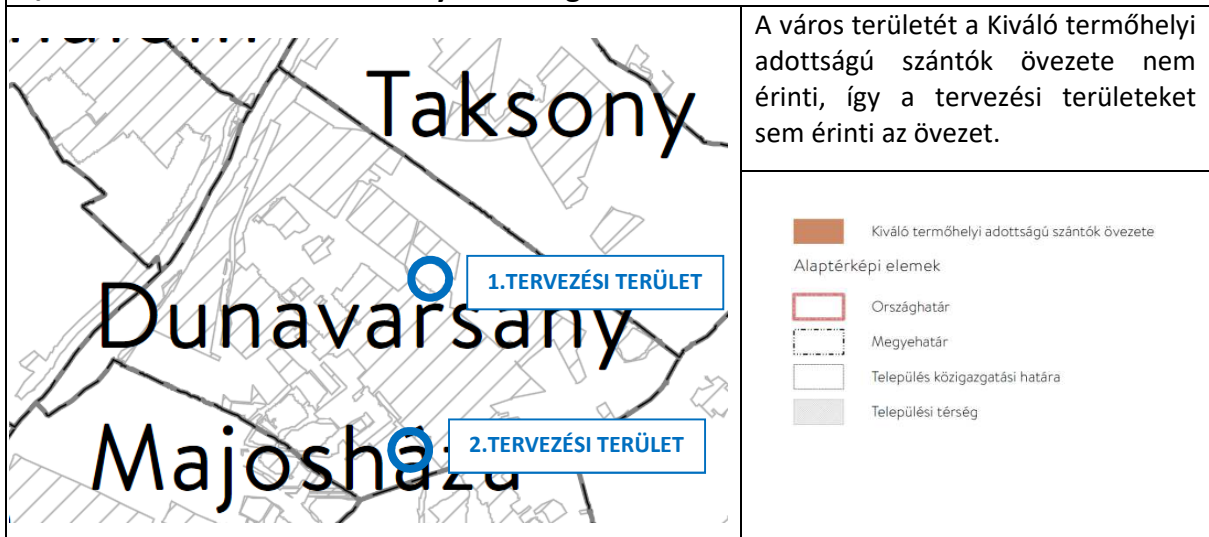 Taksony
1.TERVEZÉSI TERÜLET
Dunavarsány
2.TERVEZÉSI TERÜLET
Majosháza
A város területét a Kiváló termőhelyi
adottságú szántók övezete nem
érinti, így a tervezési területeket
sem érinti az övezet.
Kiváló termőhelyi adottságú szántók övezete
Alaptérképi elemek
Országhatár
Megyehatár
Település közigazgatási határa
Települési térség